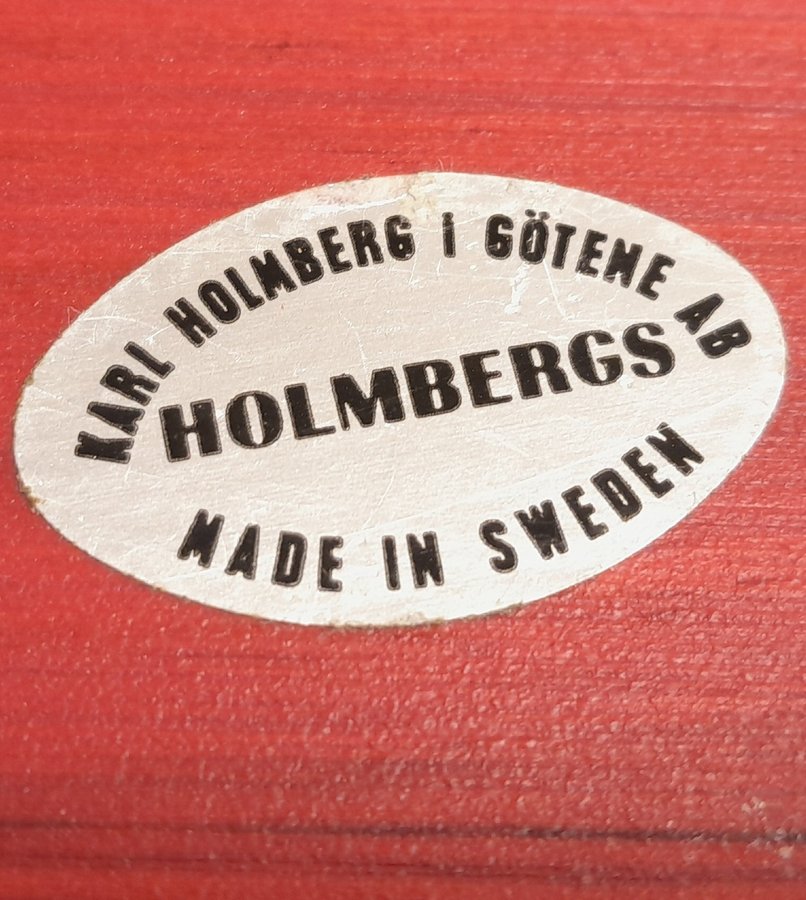 KARL HOLMBERG i GÖTENE AB
HOLMBERGS
MADE IN SWEDEN